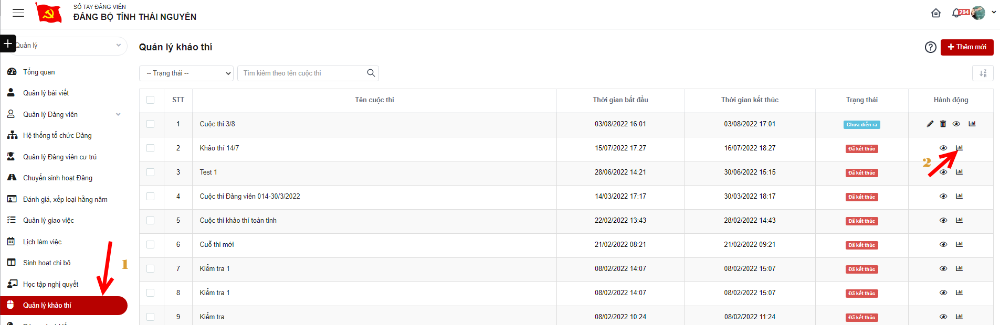 SỔ TAY ĐẢNG VIÊN
ĐẢNG BỘ TỈNH THÁI NGUYÊN
294
Quản lý
Tổng quan
Quản lý bài viết
Quản lý Đảng viên
Hệ thống tổ chức Đảng
Quản lý Đảng viên cư trú
Chuyển sinh hoạt Đảng
Đánh giá, xếp loại hằng năm
Quản lý giao việc
Lịch làm việc
Sinh hoạt chi bộ
1
Học tập nghị quyết
Quản lý khảo thí
Quản lý khảo thí
Thêm mới
-- Trạng thái --
Tìm kiếm theo tên cuộc thi
STT Tên cuộc thi Thời gian bắt đầu Thời gian kết thúc Trạng thái Hành động
1 Cuộc thi 3/8 03/08/2022 16:01 03/08/2022 17:01 Chưa diễn ra
2 Khảo thí 14/7 15/07/2022 17:27 16/07/2022 18:27 Đã kết thúc
2
3 Test 1 28/06/2022 14:21 30/06/2022 15:15 Đã kết thúc
4 Cuộc thi Đảng viên 014-30/3/2022 14/03/2022 17:17 30/03/2022 18:17 Đã kết thúc
5 Cuộc thi khảo thí toàn tỉnh 22/02/2022 13:43 28/02/2022 14:43 Đã kết thúc
6 Cuỗ thi mới 21/02/2022 08:21 21/02/2022 09:21 Đã kết thúc
7 Kiểm tra 1 08/02/2022 14:07 08/02/2022 15:07 Đã kết thúc
8 Kiểm tra 1 08/02/2022 14:07 08/02/2022 15:07 Đã kết thúc
9 Kiểm tra 08/02/2022 10:24 08/02/2022 11:24 Đã kết thúc